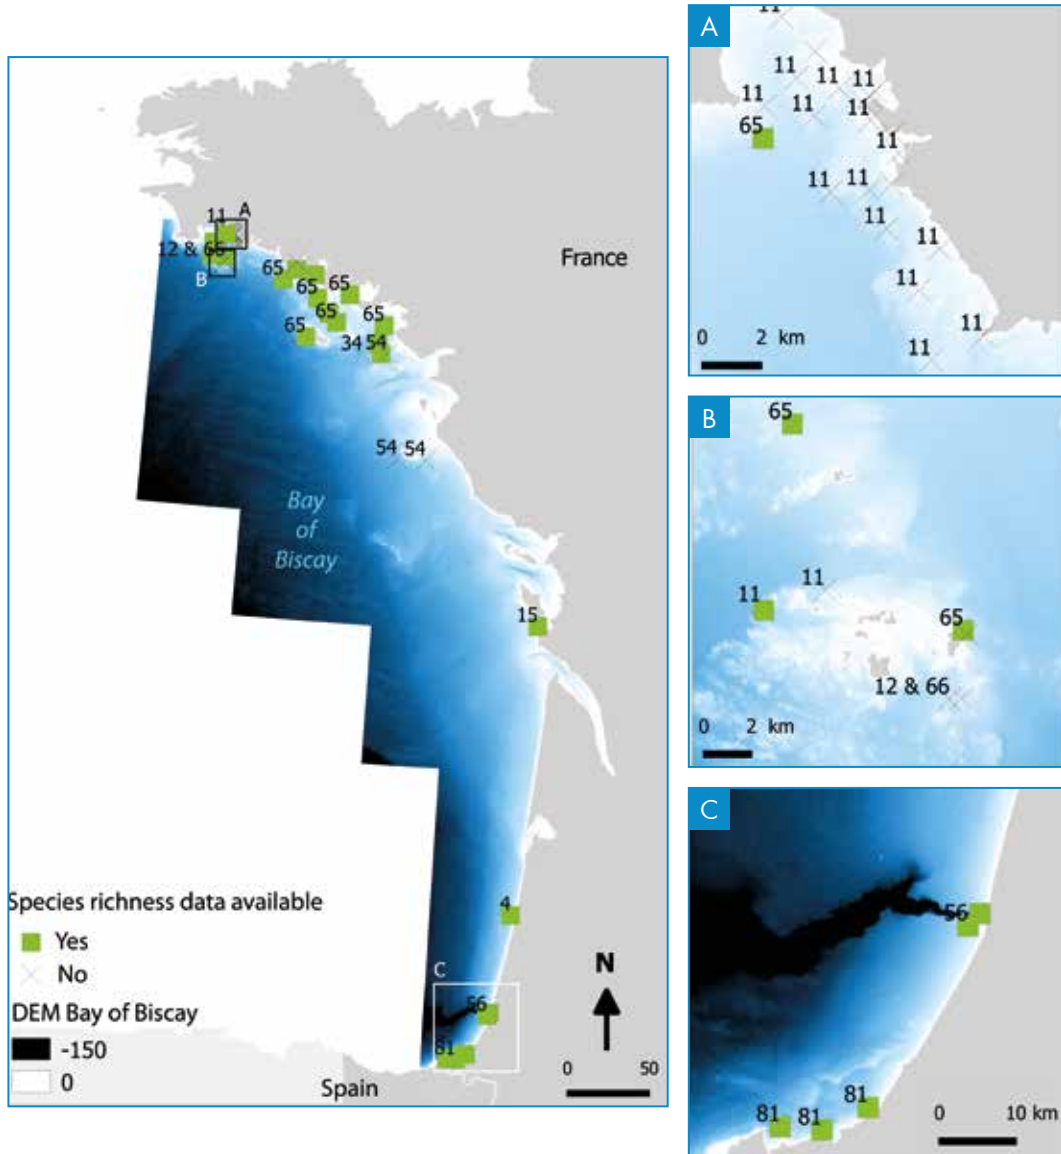 11
A
12 & 66
B
65
65
65
65
65
65
34 54
54 54
France
Bay
of
Biscay
15
4
C
56
81
Species richness data available
Yes
No
DEM Bay of Biscay
-150
0
Spain
N
0 50
A
11
11
11
11
11
11
11
65
11
11
11
11
11
11
11
11
0 2 km
B
65
11
11
65
12 & 66
0 2 km
C
56
81
81
81
0 10 km